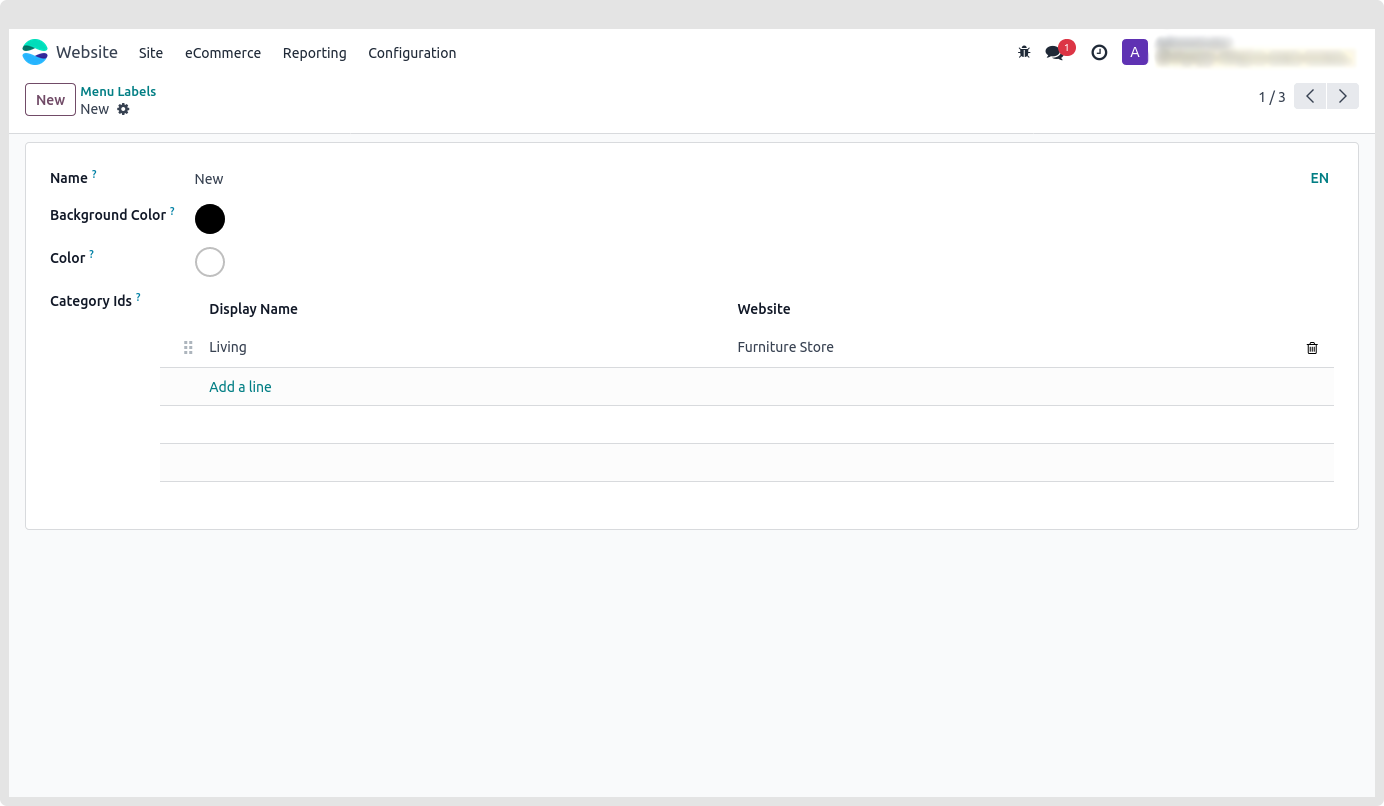 Website Site eCommerce Reporting Configuration 1 A
New Menu Labels
New 1 / 3
Name ? New EN
Background Color ?
Color ?
Category Ids ?
Display Name Website
Living Furniture Store
Add a line